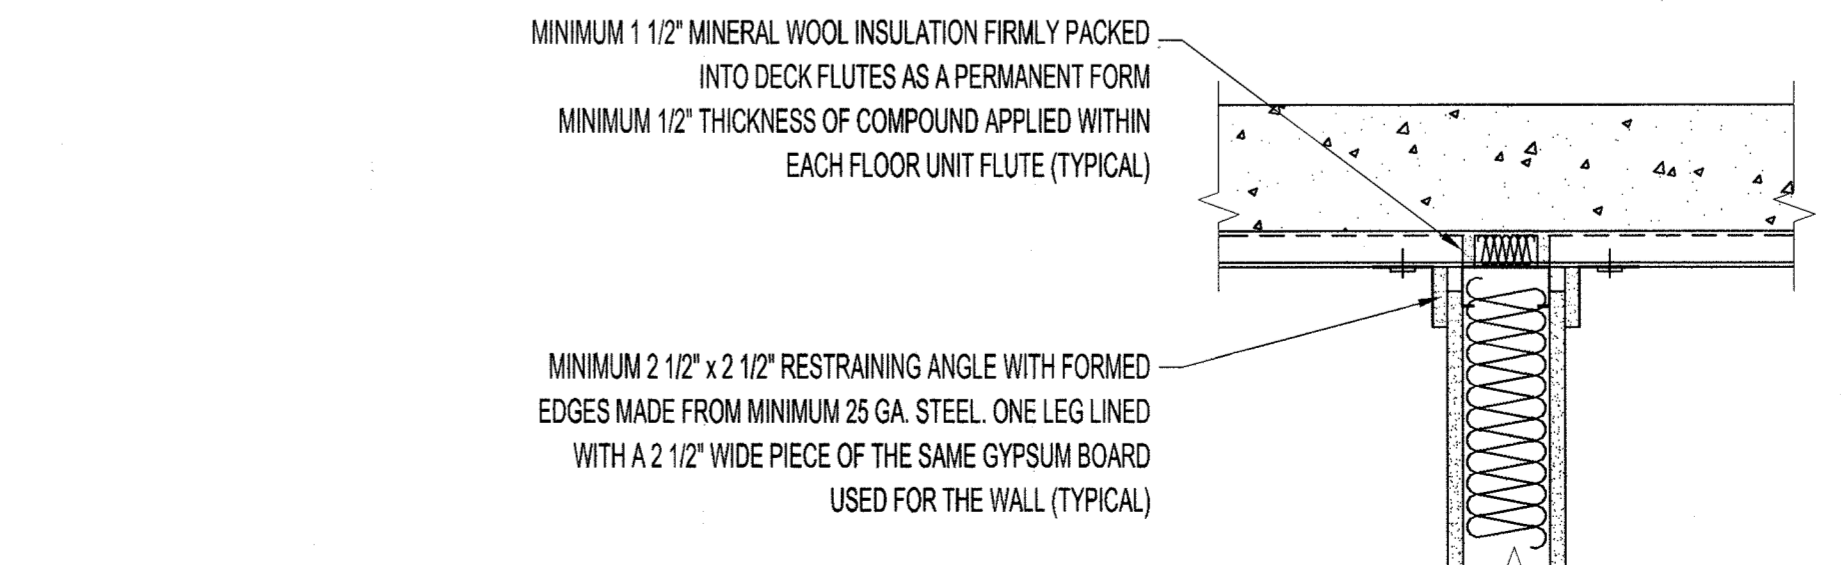 MINIMUM 1 1/2" MINERAL WOOL INSULATION FIRMLY PACKED
INTO DECK FLUTES AS A PERMANENT FORM
MINIMUM 1/2" THICKNESS OF COMPOUND APPLIED WITHIN
EACH FLOOR UNIT FLUTE (TYPICAL)
MINIMUM 2 1/2" x 2 1/2" RESTRAINING ANGLE WITH FORMED
EDGES MADE FROM MINIMUM 25 GA. STEEL. ONE LEG LINED
WITH A 2 1/2" WIDE PIECE OF THE SAME GYPSUM BOARD
USED FOR THE WALL (TYPICAL)